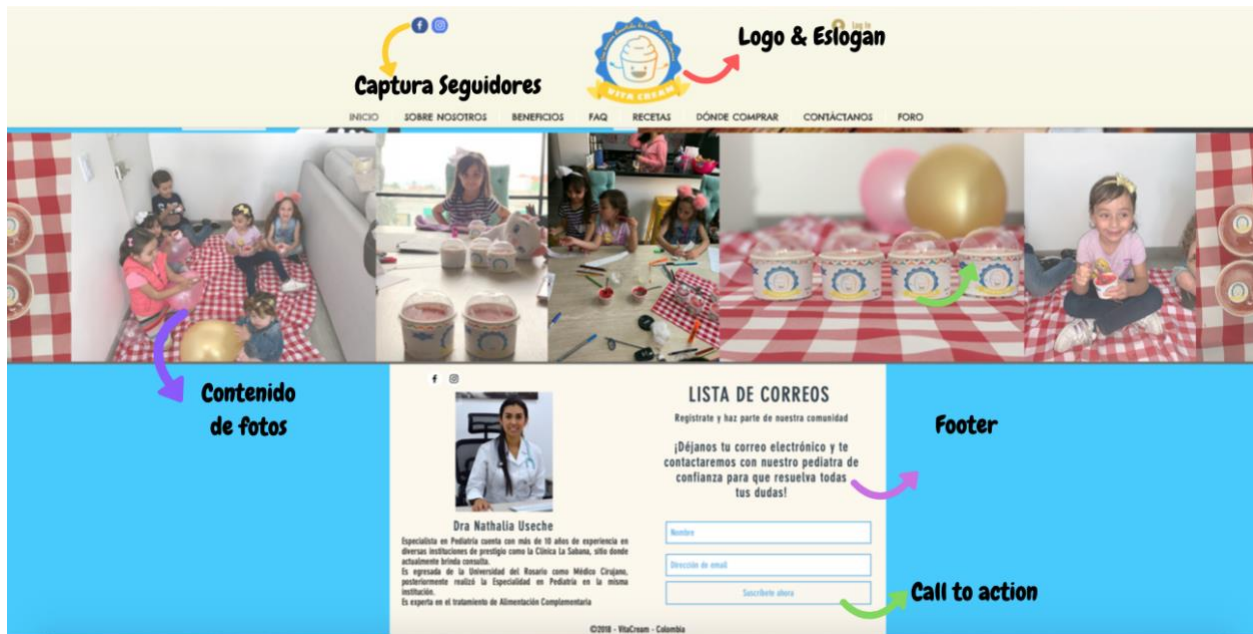 Log In
Logo & Eslogan
Captura Seguidores
VITA CREAM
INICIO SOBRE NOSOTROS BENEFICIOS FAQ RECETAS DÓNDE COMPRAR CONTÁCTANOS FORO
Contenido
de fotos
Dra Nathalia Useche
Especialista en Pediatría cuenta con más de 10 años de experiencia en
diversas instituciones de prestigio como la Clínica La Sabana, sitio donde
actualmente brinda consulta.
Es egresada de la Universidad del Rosario como Médico Cirujano,
posteriormente realizó la Especialidad en Pediatría en la misma
institución.
Es experta en el tratamiento de Alimentación Complementaria
LISTA DE CORREOS
Regístrate y haz parte de nuestra comunidad
¡Déjanos tu correo electrónico y te
contactaremos con nuestro pediatra de
confianza para que resuelva todas
tus dudas!
Nombre
Dirección de email
Suscríbete ahora
Footer
Call to action
©2018 - VitaCream - Colombia